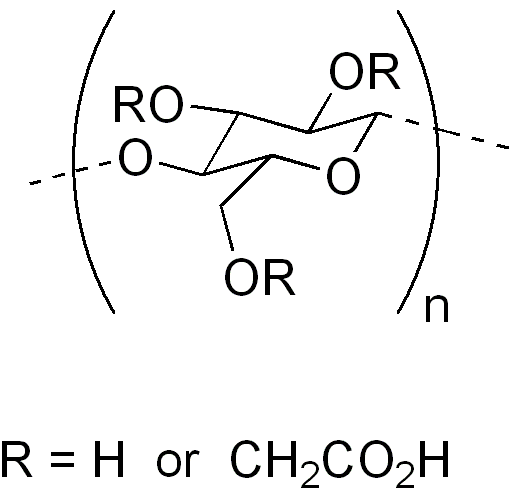 OR
RO
O
O
OR
n
R = H or CH₂CO₂H